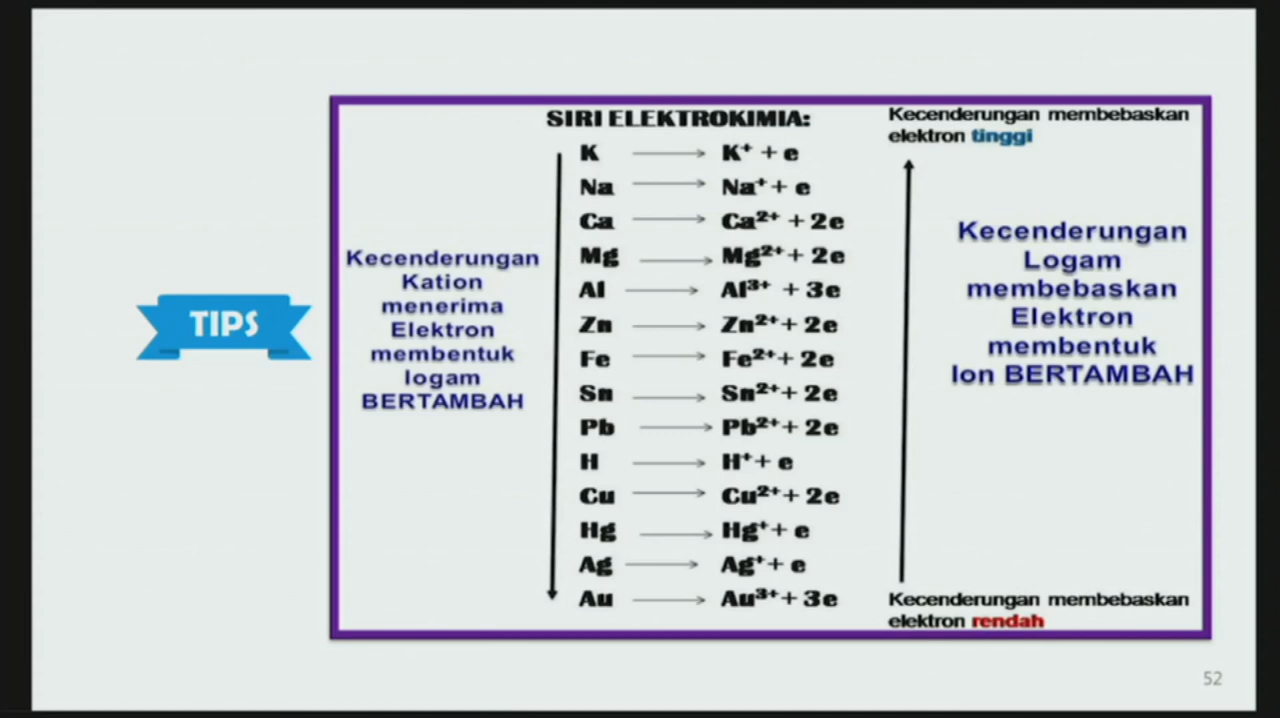 SIRI ELEKTROKIMIA:
K → K⁺ + e
Na → Na⁺ + e
Ca → Ca²⁺ + 2e
Mg → Mg²⁺ + 2e
Al → Al³⁺ + 3e
Zn → Zn²⁺ + 2e
Fe → Fe²⁺ + 2e
Sn → Sn²⁺ + 2e
Pb → Pb²⁺ + 2e
H → H⁺ + e
Cu → Cu²⁺ + 2e
Hg → Hg⁺ + e
Ag → Ag⁺ + e
Au → Au³⁺ + 3e
TIPS
Kecenderungan
Kation
menerima
Elektron
membentuk
logam
BERTAMBAH
Kecenderungan membebaskan
elektron tinggi
Kecenderungan
Logam
membebaskan
Elektron
membentuk
Ion BERTAMBAH
Kecenderungan membebaskan
elektron rendah
52